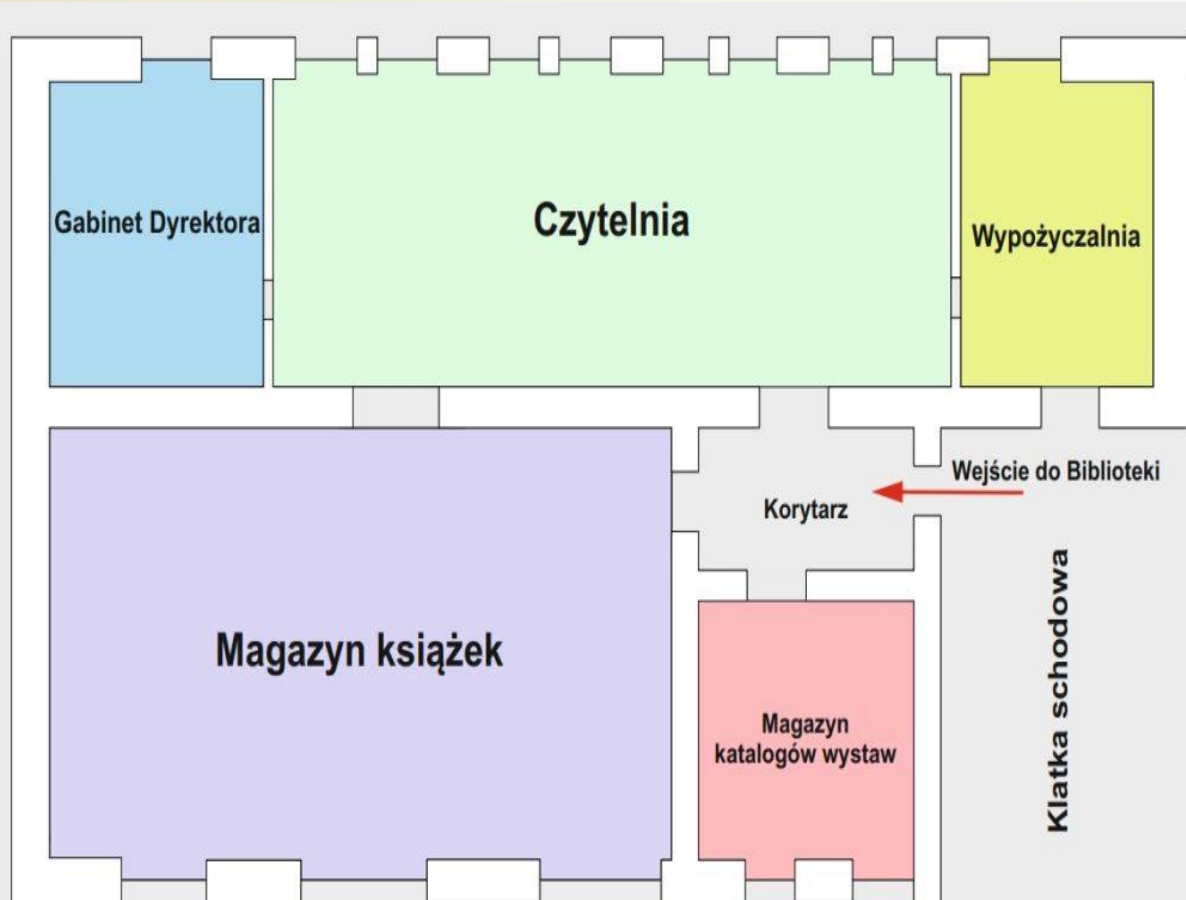 Gabinet Dyrektora
Czytelnia
Wypożyczalnia
Wejście do Biblioteki
Korytarz
Klatka schodowa
Magazyn książek
Magazyn
katalogów wystaw